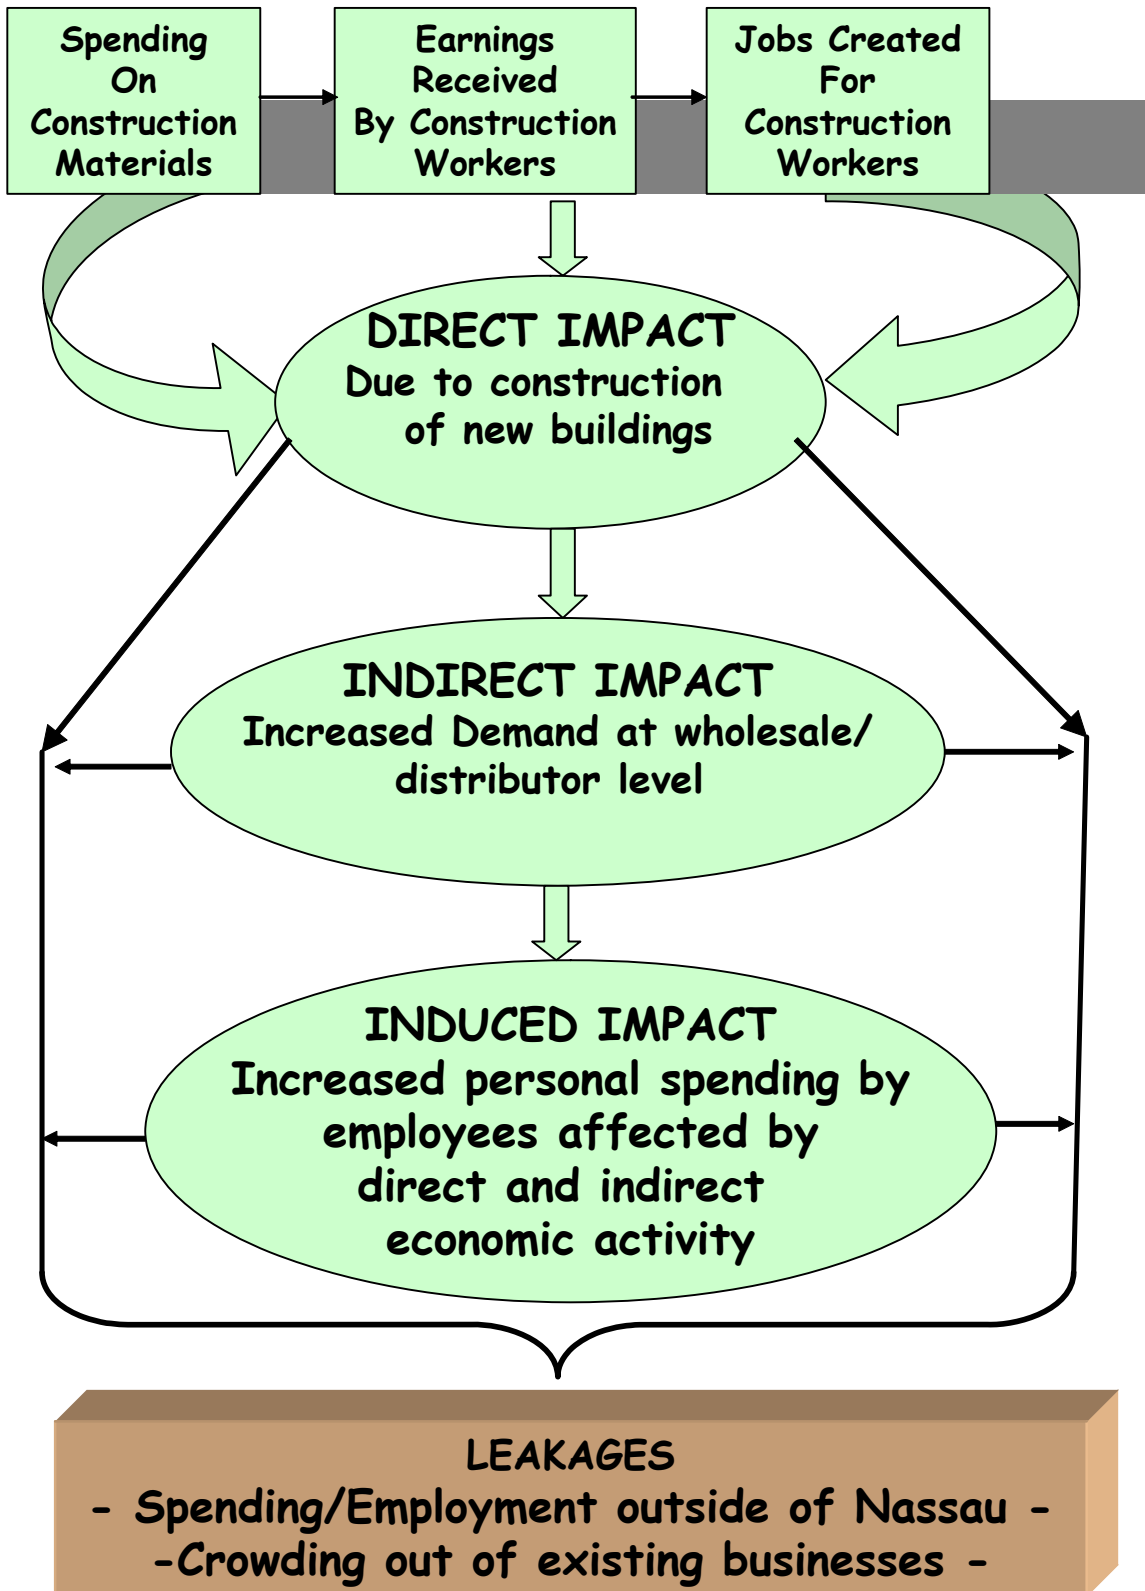 Spending
On
Construction
Materials
Earnings
Received
By Construction
Workers
Jobs Created
For
Construction
Workers
DIRECT IMPACT
Due to construction
of new buildings
INDIRECT IMPACT
Increased Demand at wholesale/
distributor level
INDUCED IMPACT
Increased personal spending by
employees affected by
direct and indirect
economic activity
LEAKAGES
- Spending/Employment outside of Nassau -
-Crowding out of existing businesses -